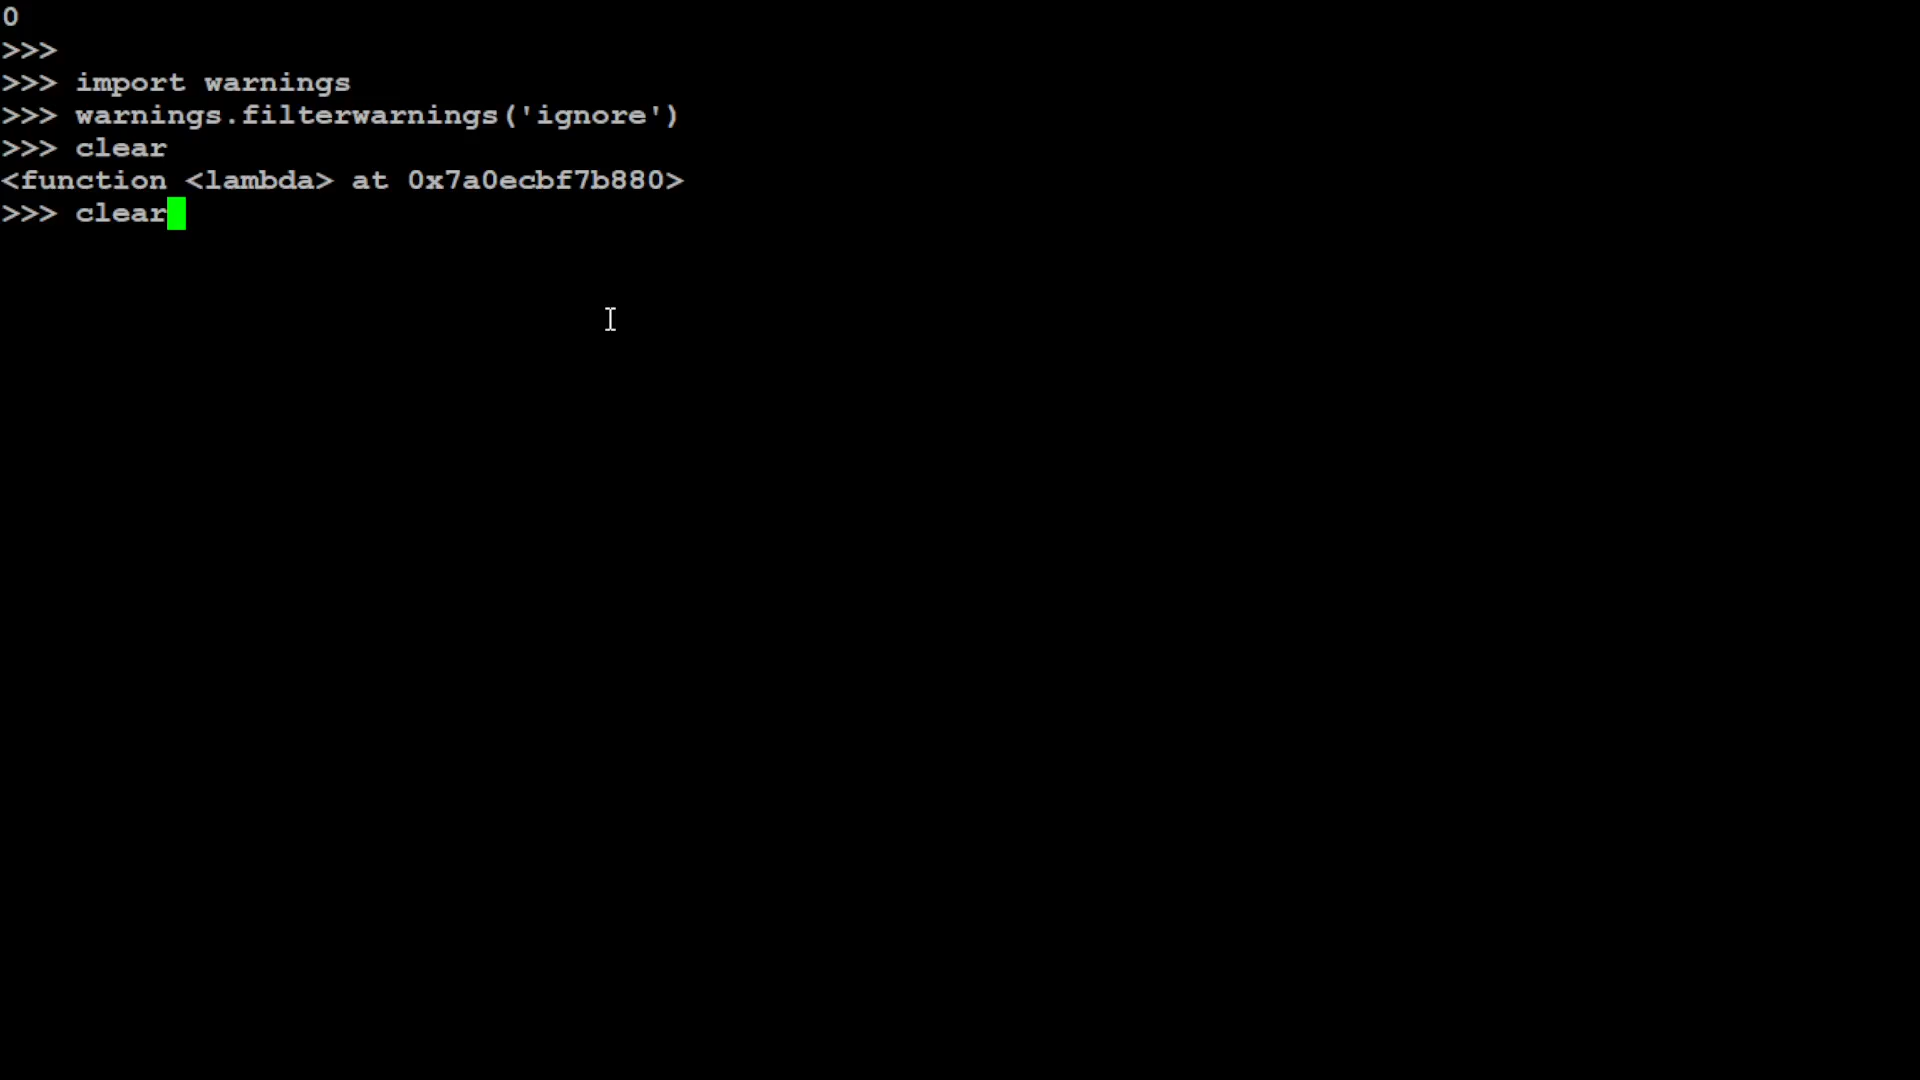 0
>>>
>>> import warnings
>>> warnings.filterwarnings('ignore')
>>> clear
<function <lambda> at 0x7a0ecbf7b880>
>>> clear